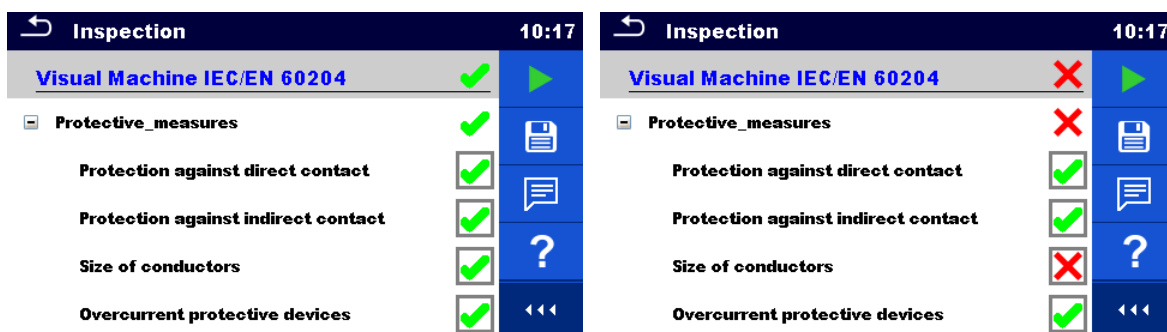 Inspection 10:17
Visual Machine IEC/EN 60204
Protective_measures
Protection against direct contact
Protection against indirect contact
Size of conductors
Overcurrent protective devices
?
Inspection 10:17
Visual Machine IEC/EN 60204
Protective_measures
Protection against direct contact
Protection against indirect contact
Size of conductors
Overcurrent protective devices
?